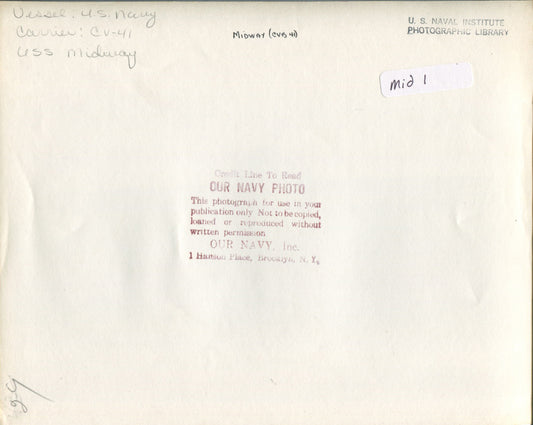 Vessel: U.S. Navy
Carrier: CV-41
USS Midway
Midway (CVB 41)
U. S. NAVAL INSTITUTE
PHOTOGRAPHIC LIBRARY
Mid 1
Credit Line To Read
OUR NAVY PHOTO
This photograph for use in your
publication only Not to be copied,
loaned or reproduced without
written permission
OUR NAVY, Inc.
1 Hanson Place, Brooklyn, N. Y.